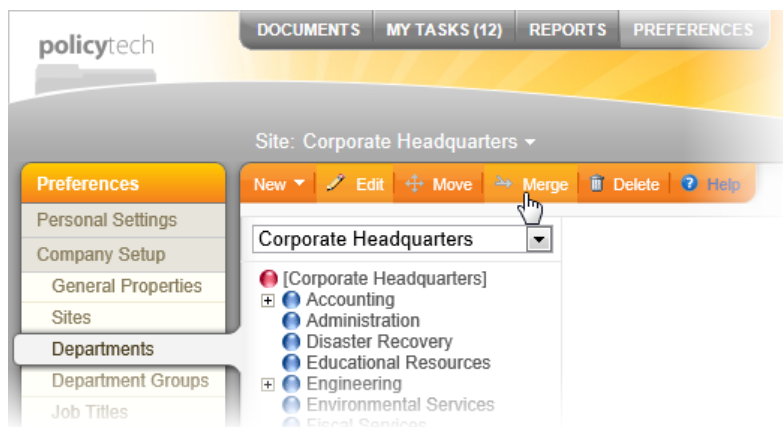 policytech
DOCUMENTS MY TASKS (12) REPORTS PREFERENCES
Site: Corporate Headquarters
Preferences
New Edit Move Merge Delete Help
Personal Settings
Company Setup
General Properties
Sites
Departments
Department Groups
Job Titles
Corporate Headquarters
[Corporate Headquarters]
Accounting
Administration
Disaster Recovery
Educational Resources
Engineering
Environmental Services
Fiscal Services